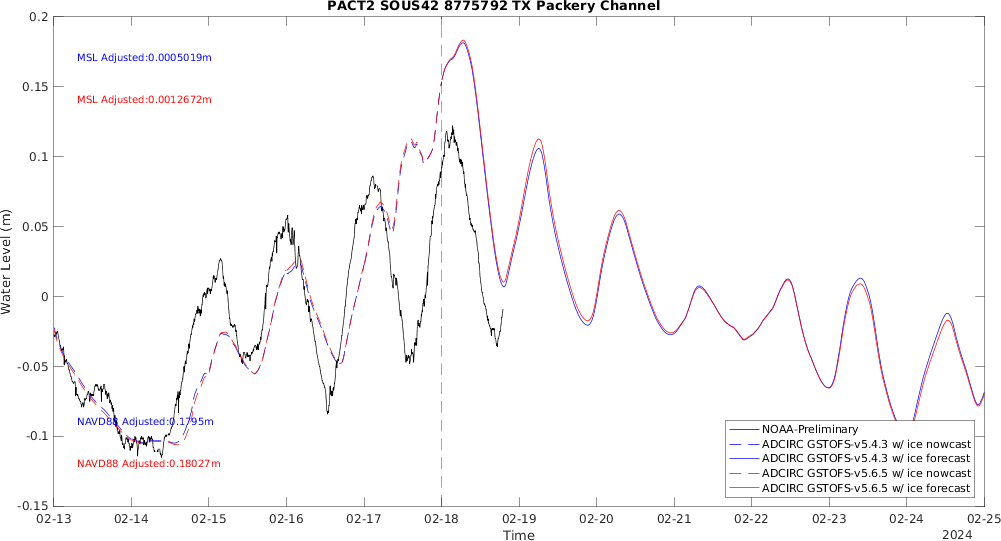 PACT2 SOUS42 8775792 TX Packery Channel
0.2
MSL Adjusted:0.0005019m
0.15
MSL Adjusted:0.0012672m
0.1
0.05
Water Level (m)
0
-0.05
NAVD88 Adjusted:0.1795m
-0.1
NAVD88 Adjusted:0.18027m
-0.15
NOAA-Preliminary
ADCIRC GSTOFS-v5.4.3 w/ ice nowcast
ADCIRC GSTOFS-v5.4.3 w/ ice forecast
ADCIRC GSTOFS-v5.6.5 w/ ice nowcast
ADCIRC GSTOFS-v5.6.5 w/ ice forecast
02-13 02-14 02-15 02-16 02-17 02-18 02-19 02-20 02-21 02-22 02-23 02-24 02-25
Time
2024